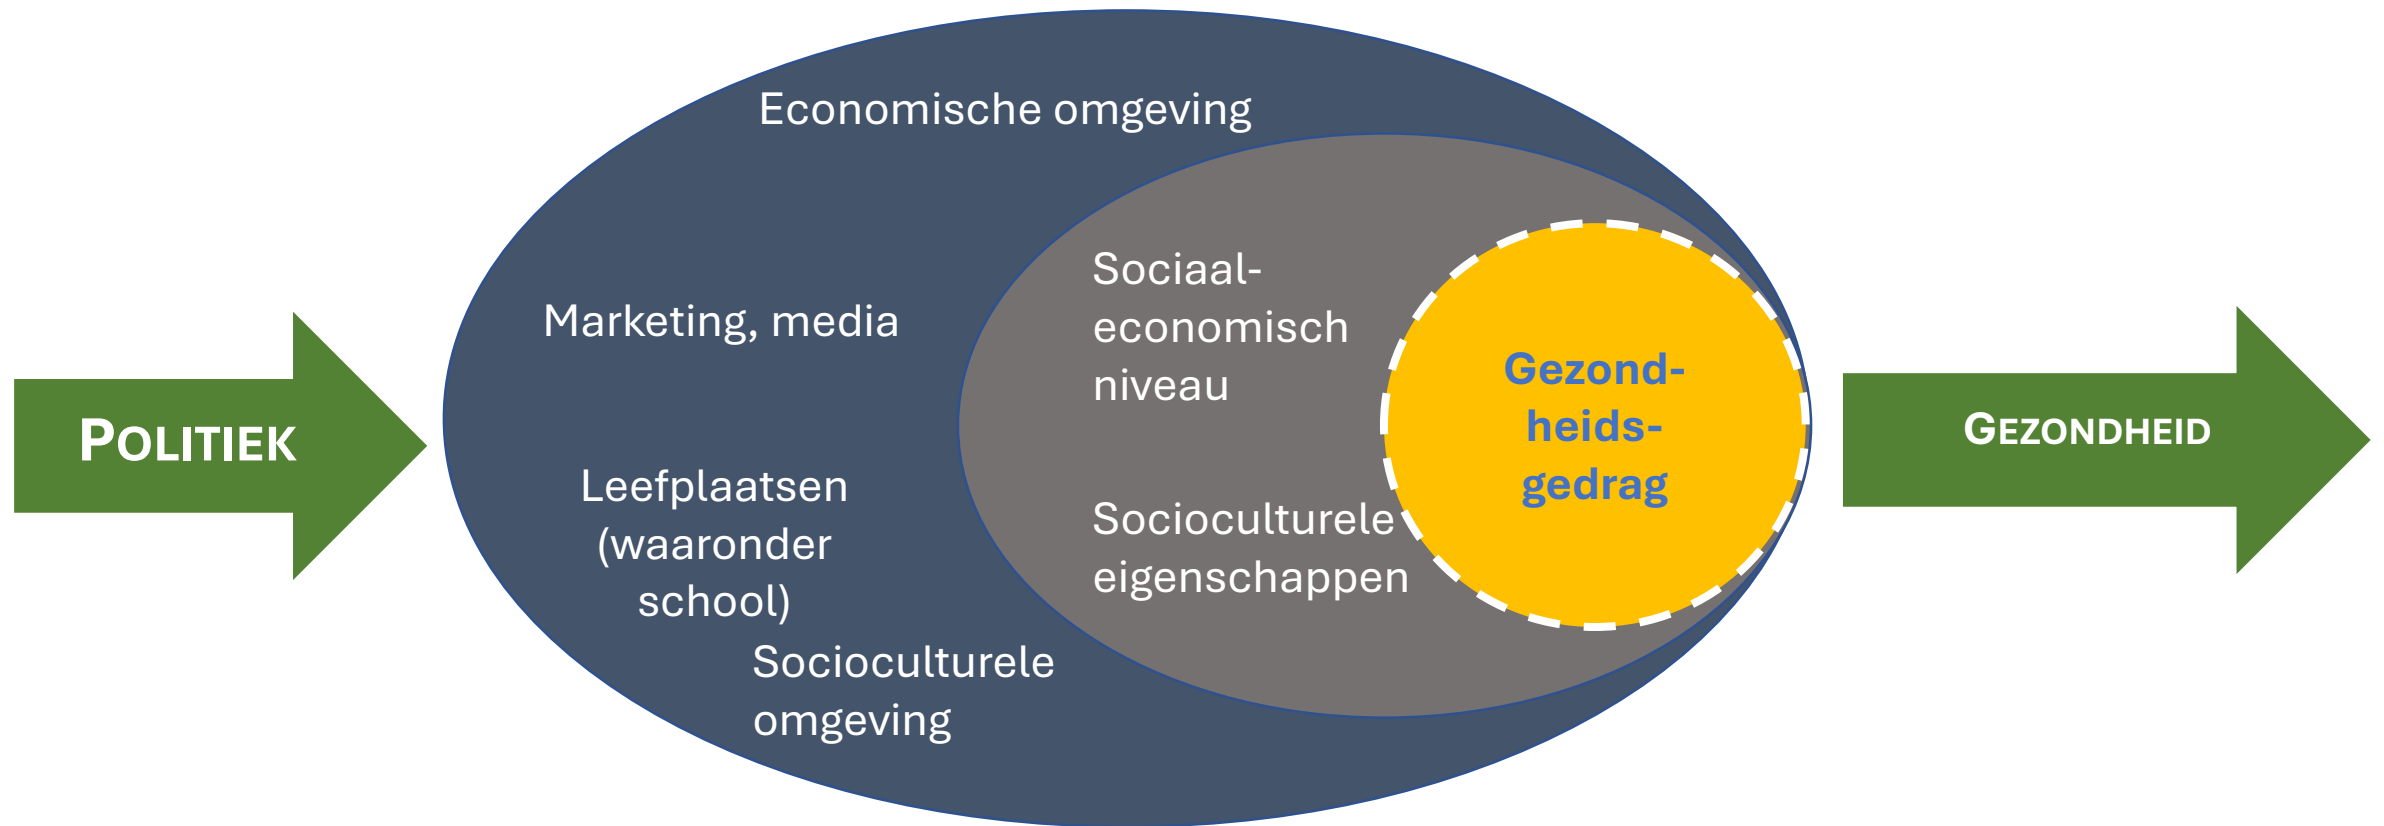 POLITIEK
Economische omgeving
Marketing, media
Leefplaatsen
(waaronder
school)
Socioculturele
omgeving
Sociaal-
economisch
niveau
Socioculturele
eigenschappen
Gezond-
heids-
gedrag
GEZONDHEID